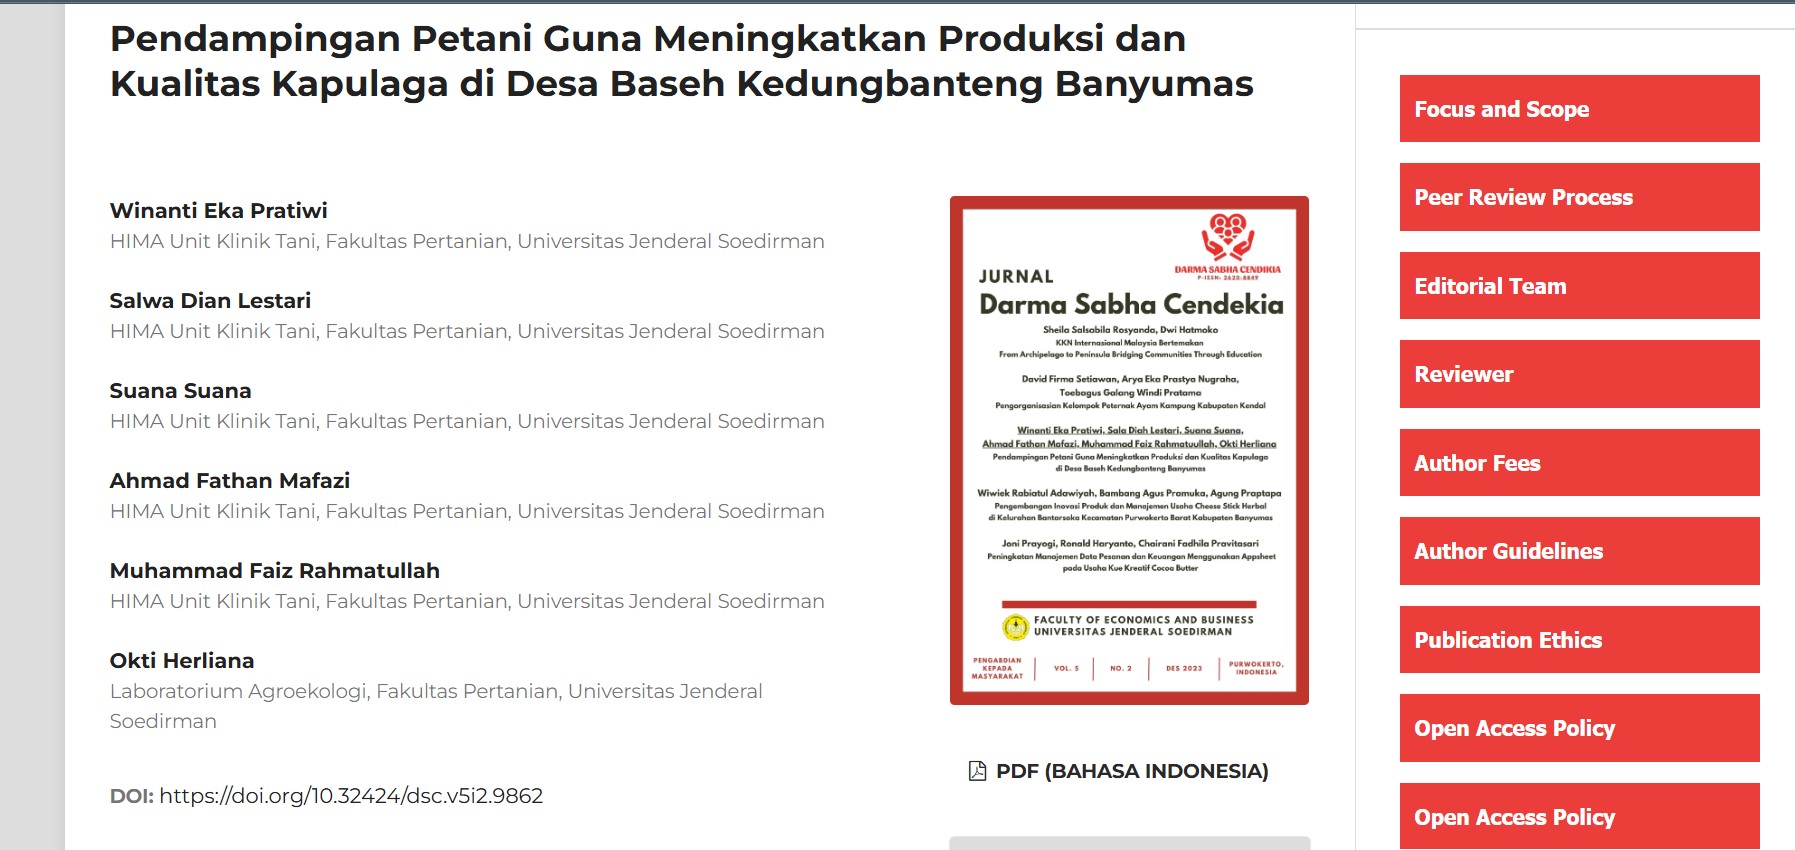 Pendampingan Petani Guna Meningkatkan Produksi dan
Kualitas Kapulaga di Desa Baseh Kedungbanteng Banyumas
Winanti Eka Pratiwi
HIMA Unit Klinik Tani, Fakultas Pertanian, Universitas Jenderal Soedirman
Salwa Dian Lestari
HIMA Unit Klinik Tani, Fakultas Pertanian, Universitas Jenderal Soedirman
Suana Suana
HIMA Unit Klinik Tani, Fakultas Pertanian, Universitas Jenderal Soedirman
Ahmad Fathan Mafazi
HIMA Unit Klinik Tani, Fakultas Pertanian, Universitas Jenderal Soedirman
Muhammad Faiz Rahmatullah
HIMA Unit Klinik Tani, Fakultas Pertanian, Universitas Jenderal Soedirman
Okti Herliana
Laboratorium Agroekologi, Fakultas Pertanian, Universitas Jenderal
Soedirman
DOI: https://doi.org/10.32424/dsc.v5i2.9862
DARMA SABHA CENDIKIA
P-ISSN: 2620-8849
JURNAL
Darma Sabha Cendekia
Sheila Salsabila Rosyanda, Dwi Hatmoko
KKN Internasional Malaysia Bertemakan
From Archipelago to Peninsula Bridging Communities Through Education
David Firma Setiawan, Arya Eka Prastya Nugraha,
Toebagus Galang Windi Pratama
Pengorganisasian Kelompok Peternak Ayam Kampung Kabupaten Kendal
Winanti Eka Pratiwi, Sala Diah Lestari, Suana Suana,
Ahmad Fathan Mafazi, Muhammad Faiz Rahmatuullah, Okti Herliana
Pendampingan Petani Guna Meningkatkan Produksi dan Kualitas Kapulaga
di Desa Baseh Kedungbanteng Banyumas
Wiwiek Rabiatul Adawiyah, Bambang Agus Pramuka, Agung Praptapa
Pengembangan Inovasi Produk dan Manajemen Usaha Cheese Stick Herbal
di Kelurahan Bantarsoka Kecamatan Purwokerto Barat Kabupaten Banyumas
Joni Prayogi, Ronald Haryanto, Chairani Fadhila Pravitasari
Peningkatan Manajemen Data Pesanan dan Keuangan Menggunakan Appsheet
pada Usaha Kue Kreatif Cocoa Butter
FACULTY OF ECONOMICS AND BUSINESS
UNIVERSITAS JENDERAL SOEDIRMAN
PENGABDIAN
KEPADA
MASYARAKAT
VOL. 5
NO. 2
DES 2023
PURWOKERTO,
INDONESIA
PDF (BAHASA INDONESIA)
Focus and Scope
Peer Review Process
Editorial Team
Reviewer
Author Fees
Author Guidelines
Publication Ethics
Open Access Policy
Open Access Policy